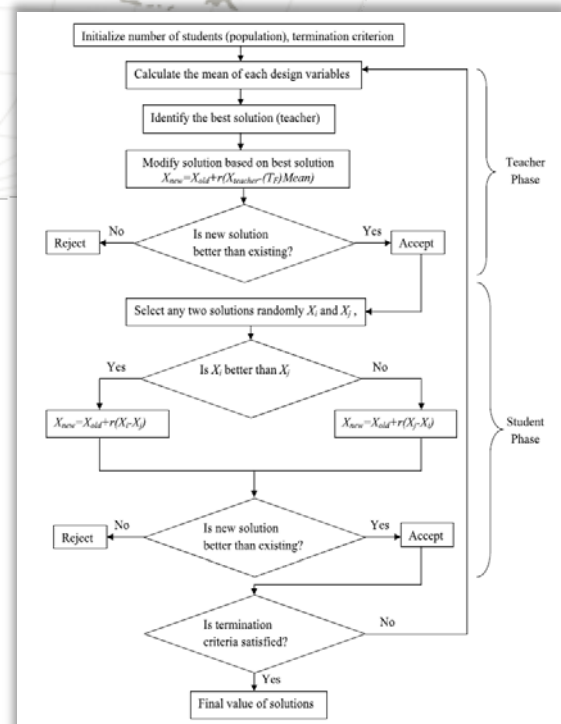 Initialize number of students (population), termination criterion
Calculate the mean of each design variables
Identify the best solution (teacher)
Modify solution based on best solution
Xnew=Xold+r(Xteacher-(TF)Mean)
Teacher
Phase
No
Is new solution
better than existing?
Yes
Reject
Accept
Select any two solutions randomly Xi and Xj ,
Yes
Is Xi better than Xj
No
Xnew=Xold+r(Xi-Xj)
Xnew=Xold+r(Xj-Xi)
Student
Phase
No
Is new solution
better than existing?
Yes
Reject
Accept
Is termination
criteria satisfied?
No
Yes
Final value of solutions